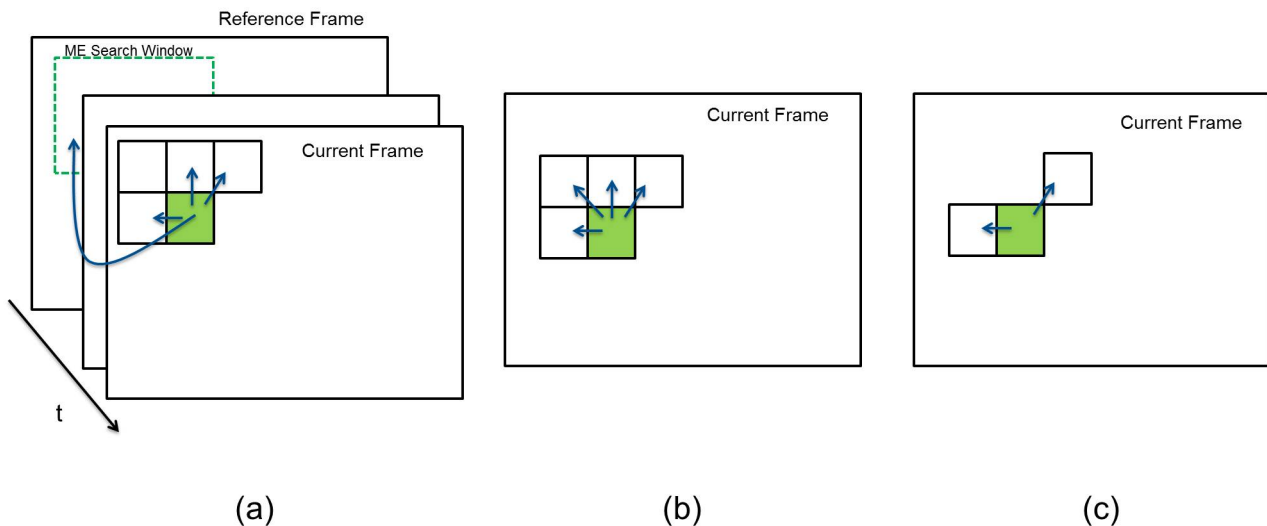 Reference Frame
ME Search Window
Current Frame
Current Frame
Current Frame
t
(a)
(b)
(c)